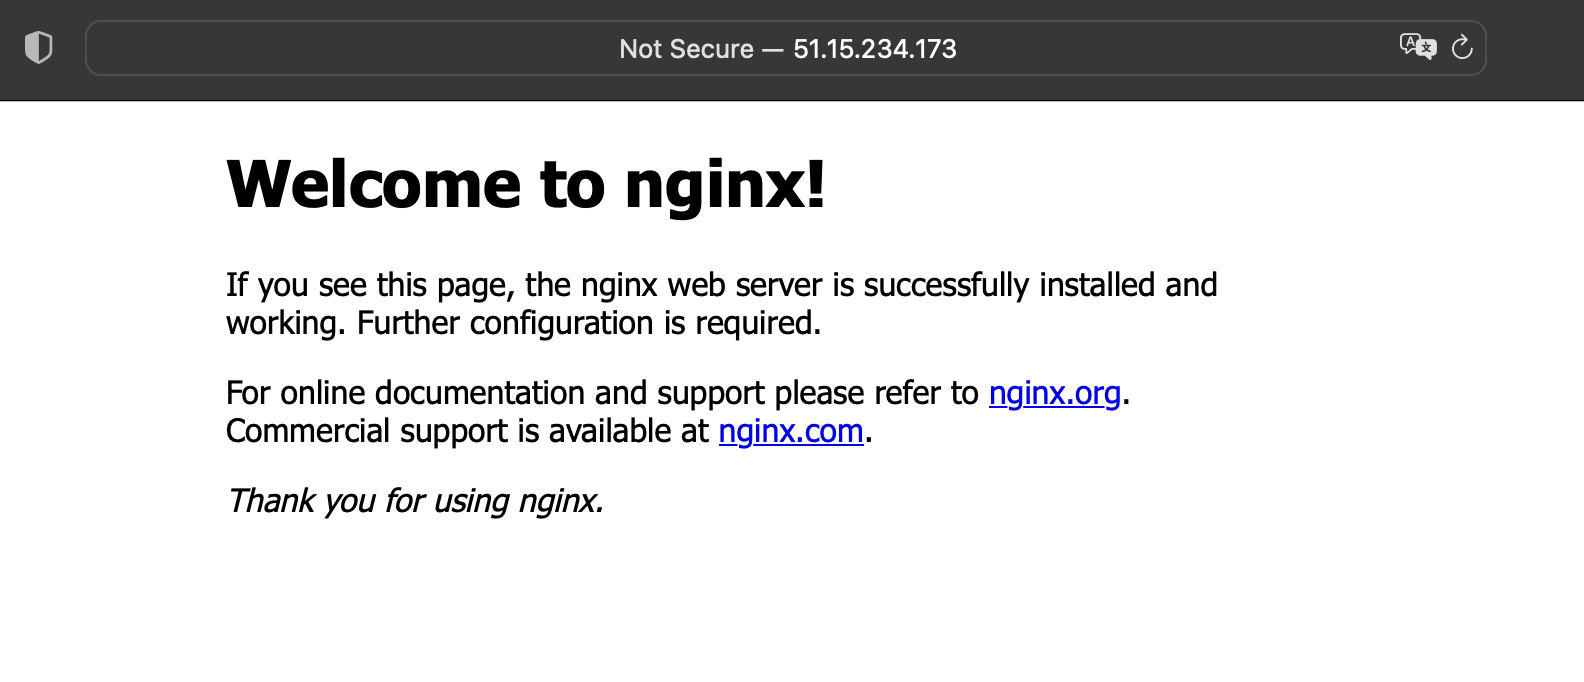 Not Secure — 51.15.234.173
Welcome to nginx!
If you see this page, the nginx web server is successfully installed and
working. Further configuration is required.
For online documentation and support please refer to nginx.org.
Commercial support is available at nginx.com.
Thank you for using nginx.